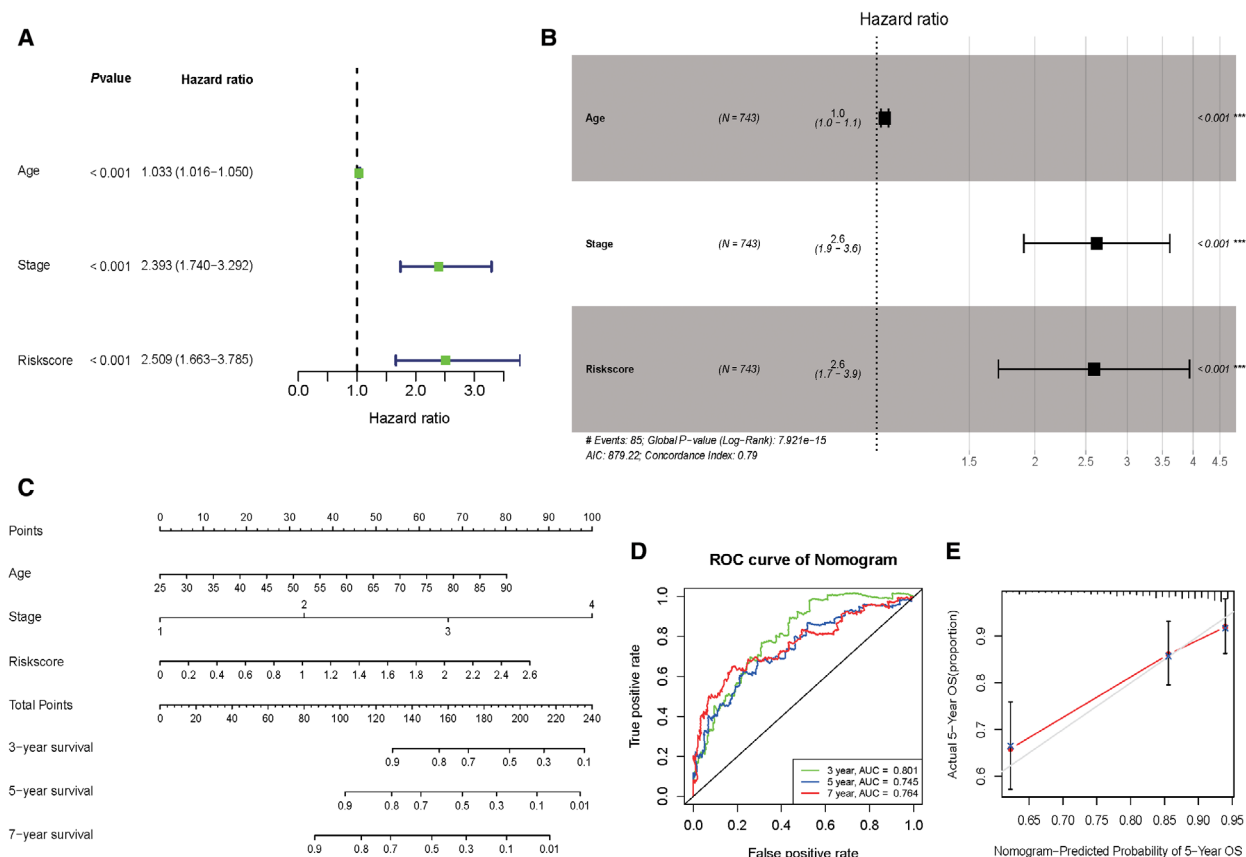 A
Pvalue Hazard ratio
Age < 0.001 1.033 (1.016−1.050)
Stage < 0.001 2.393 (1.740−3.292)
Riskscore < 0.001 2.509 (1.663−3.785)
0.0 1.0 2.0 3.0
Hazard ratio
B
Hazard ratio
Age (N = 743) 1.0 < 0.001 ***
(1.0 − 1.1)
Stage (N = 743) 2.6 < 0.001 ***
(1.9 − 3.6)
Riskscore (N = 743) 2.6 < 0.001 ***
(1.7 − 3.9)
# Events: 85; Global P−value (Log−Rank): 7.921e−15
AIC: 879.22; Concordance Index: 0.79
1.5 2 2.5 3 3.5 4 4.5
C
0 10 20 30 40 50 60 70 80 90 100
Points
Age
25 30 35 40 45 50 55 60 65 70 75 80 85 90
2 4
Stage
1 3
Riskscore
0 0.2 0.4 0.6 0.8 1 1.2 1.4 1.6 1.8 2 2.2 2.4 2.6
Total Points
0 20 40 60 80 100 120 140 160 180 200 220 240
3−year survival
0.9 0.8 0.7 0.5 0.3 0.1
5−year survival
0.9 0.8 0.7 0.5 0.3 0.1 0.01
7−year survival
0.9 0.8 0.7 0.5 0.3 0.1 0.01
D
ROC curve of Nomogram
True positive rate
1.0
0.8
0.6
0.4
0.2
0.0
3 year, AUC = 0.801
5 year, AUC = 0.745
7 year, AUC = 0.764
0.0 0.2 0.4 0.6 0.8 1.0
False positive rate
E
Actual 5−Year OS(proportion)
0.9
0.8
0.7
0.6
0.65 0.70 0.75 0.80 0.85 0.90 0.95
Nomogram−Predicted Probability of 5−Year OS